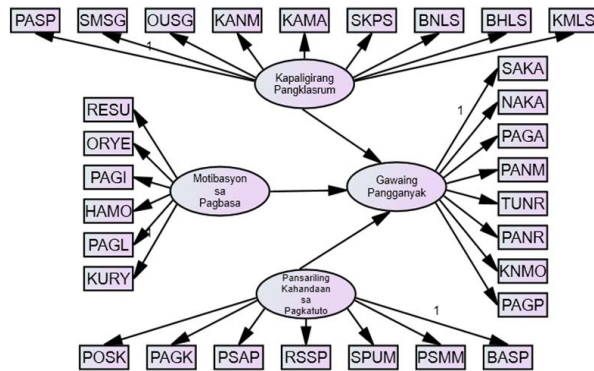 PASP SMSG OUSG KANM KAMA SKPS BNLS BHLS KMLS
1
Kapaligirang
Pangklasrum
SAKA
1
NAKA
PAGA
PANM
TUNR
PANR
KNMO
PAGP
RESU
ORYE
PAGI
HAMO
PAGL
KURY
Motibasyon
sa
Pagbasa
Gawaing
Pangganyak
Pansariling
Kahandaan
sa
Pagkatuto
1
POSK PAGK PSAP RSSP SPUM PSMM BASP